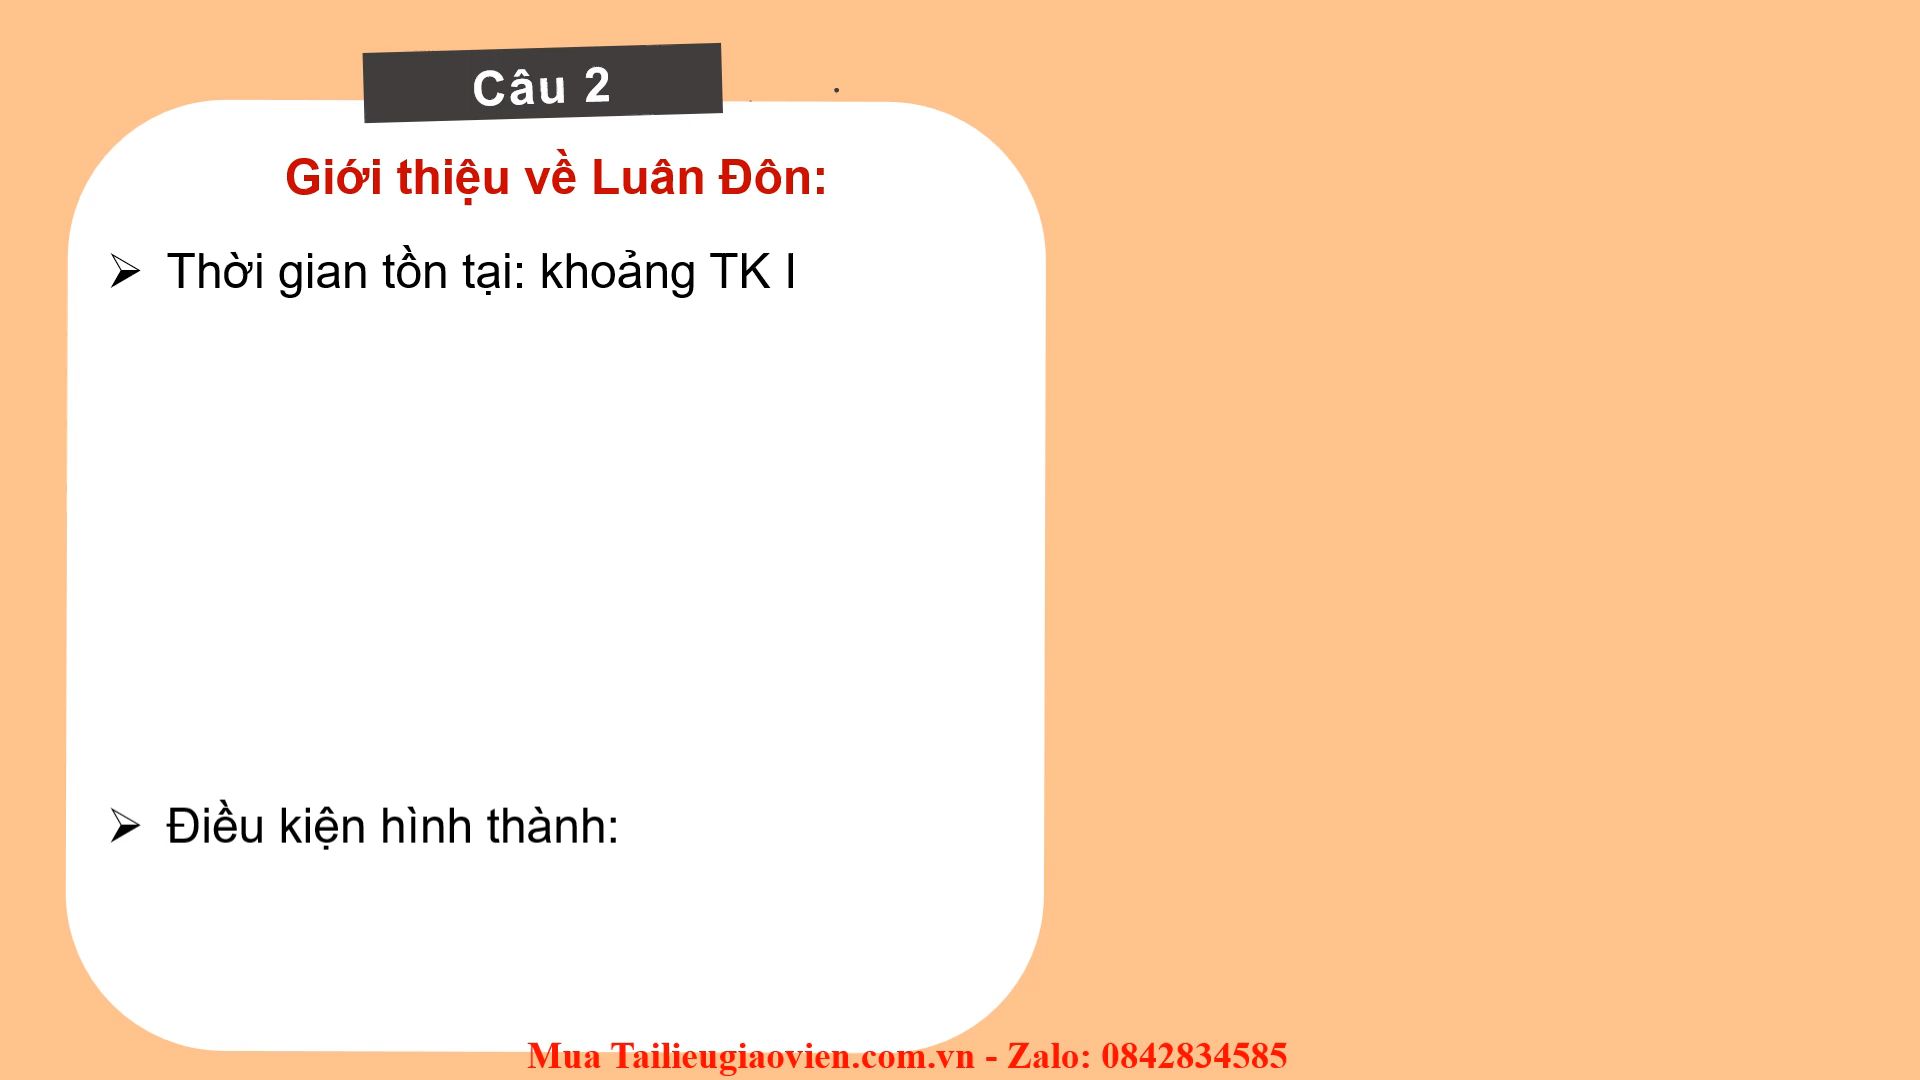 Câu 2
Giới thiệu về Luân Đôn:
Thời gian tồn tại: khoảng TK I
Điều kiện hình thành:
Mua Tailieugiaovien.com.vn - Zalo: 0842834585